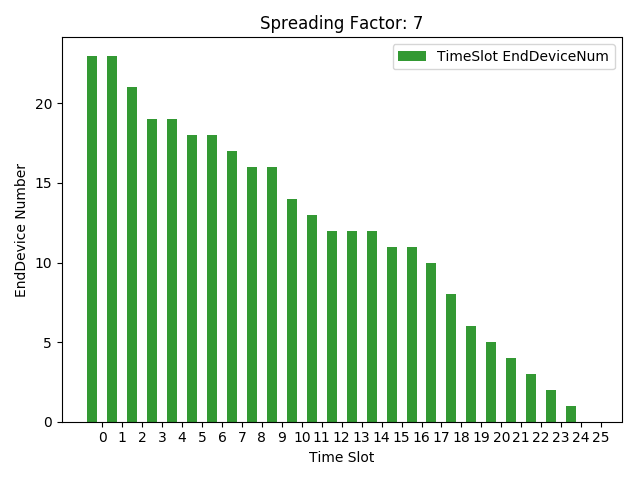 Spreading Factor: 7
TimeSlot EndDeviceNum
EndDevice Number
20
15
10
5
0
0 1 2 3 4 5 6 7 8 9 10 11 12 13 14 15 16 17 18 19 20 21 22 23 24 25
Time Slot